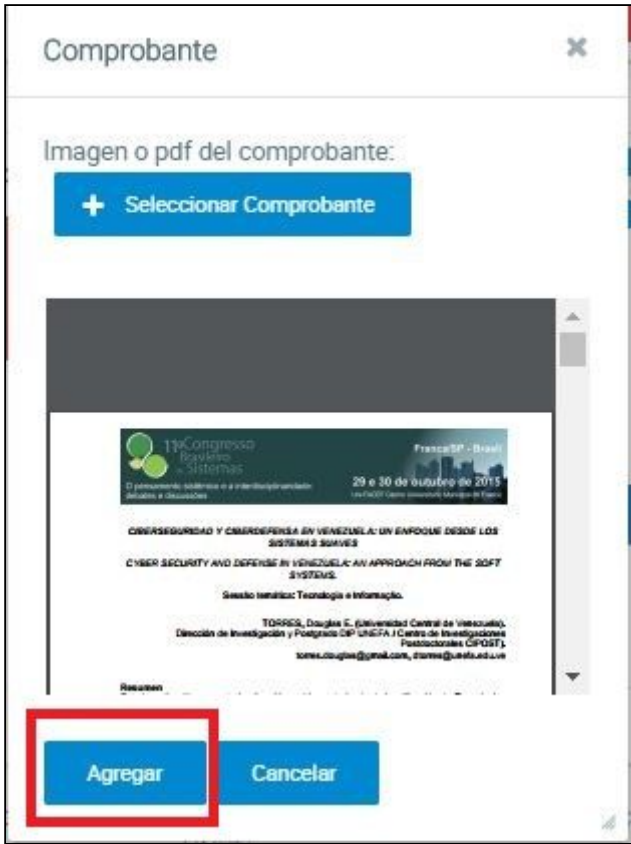 Comprobante
Imagen o pdf del comprobante:
Seleccionar Comprobante
11º Congresso
Brasileiro
de Sistemas
Franca/SP - Brasil
O pensamento sistêmico e a interdisciplinaridade:
debates e discussões
29 e 30 de outubro de 2015
CIBERSEGURIDAD Y CIBERDEFENSA EN VENEZUELA: UN ENFOQUE DESDE LOS
SISTEMAS SUAVES
CYBER SECURITY AND DEFENSE IN VENEZUELA: AN APPROACH FROM THE SOFT
SYSTEMS.
Sessão temática: Tecnologia e Informação.
TORRES, Douglas E. (Universidad Central de Venezuela).
Dirección de Investigación y Postgrado DIP UNEFA / Centro de Investigaciones
Postdoctorales CIPOST).
torres.douglas@gmail.com, dtorres@unefa.edu.ve
Resumen
Agregar
Cancelar